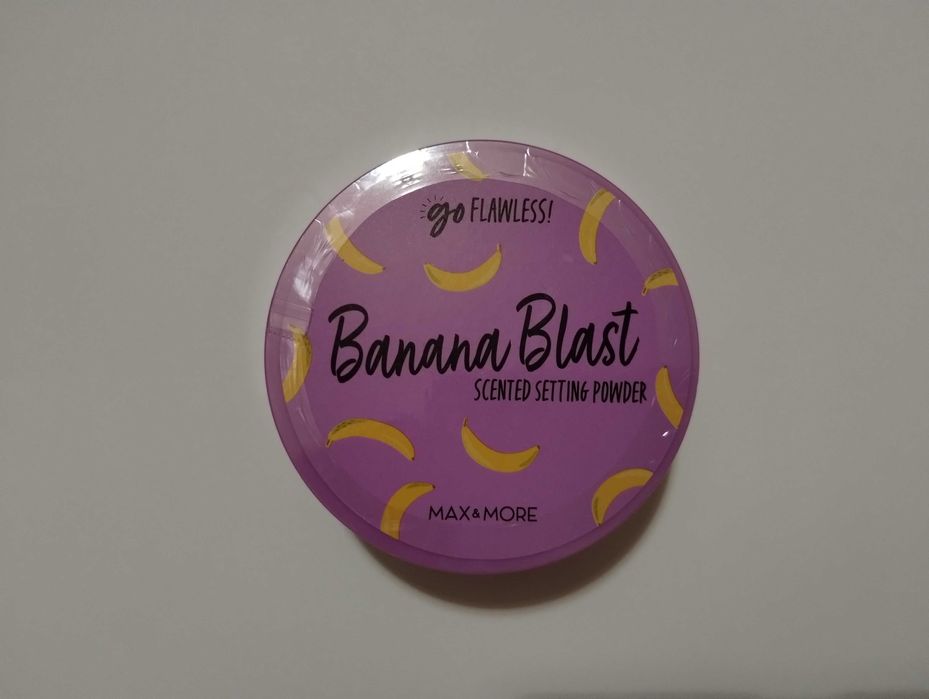 go FLAWLESS!
Banana Blast
SCENTED SETTING POWDER
MAX&MORE